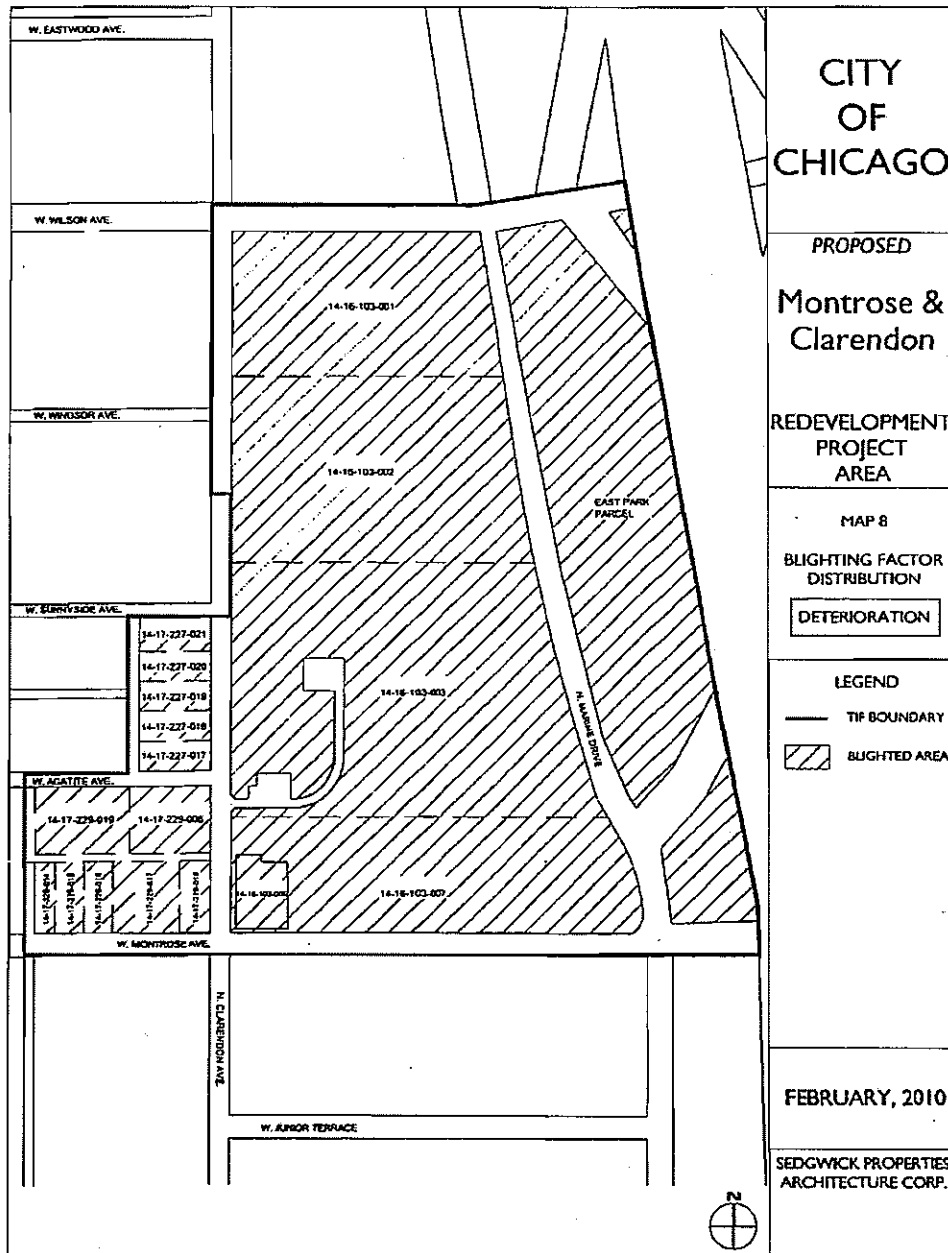 W. EASTWOOD AVE.
W. WILSON AVE.
14-16-103-001
W. WINDSOR AVE.
14-16-103-002
EAST PARK
PARCEL
W. SUNNYSIDE AVE.
14-17-227-021
14-17-227-020
14-17-227-019
14-17-227-018
14-17-227-017
14-16-103-003
N. MARINE DRIVE
W. AGATITE AVE.
14-17-229-019
14-16-103-007
W. MONTROSE AVE.
N. CLARENDON AVE.
W. JUNIOR TERRACE
N
CITY
OF
CHICAGO
PROPOSED
Montrose &
Clarendon
REDEVELOPMENT
PROJECT
AREA
MAP 8
BLIGHTING FACTOR
DISTRIBUTION
DETERIORATION
LEGEND
TIF BOUNDARY
BLIGHTED AREA
FEBRUARY, 2010
SEDGWICK PROPERTIES
ARCHITECTURE CORP.